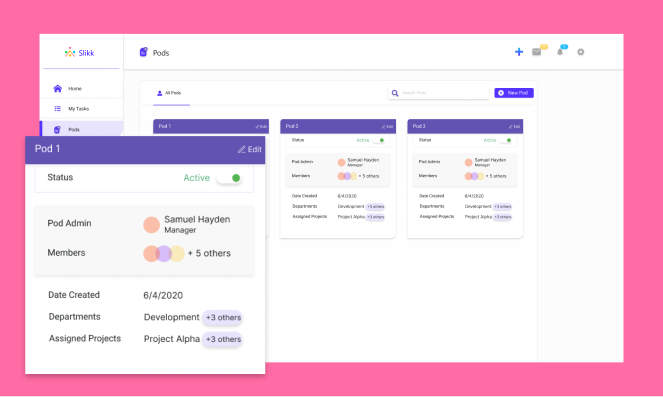 Slikk
Pods
Home
All Pods
Search Pods
New Pod
My Tasks
Pods
Pod 1
Edit
Status
Active
Pod Admin
Samuel Hayden
Manager
Members
+ 5 others
Date Created
6/4/2020
Departments
Development +3 others
Assigned Projects
Project Alpha +3 others
Pod 1
Edit
Pod 2
Edit
Status
Active
Pod Admin
Samuel Hayden
Manager
Members
+ 5 others
Date Created
6/4/2020
Departments
Development +3 others
Assigned Projects
Project Alpha +3 others
Pod 3
Edit
Status
Active
Pod Admin
Samuel Hayden
Manager
Members
+ 5 others
Date Created
6/4/2020
Departments
Development +3 others
Assigned Projects
Project Alpha +3 others